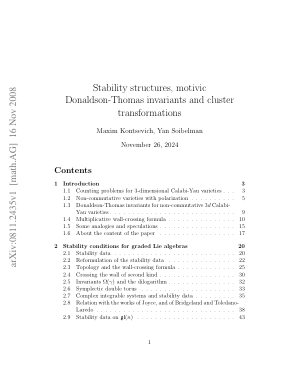 arXiv:0811.2435v1 [math.AG] 16 Nov 2008
Stability structures, motivic
Donaldson-Thomas invariants and cluster
transformations
Maxim Kontsevich, Yan Soibelman
November 26, 2024
Contents
1 Introduction 3
1.1 Counting problems for 3-dimensional Calabi-Yau varieties . . . . 3
1.2 Non-commutative varieties with polarization . . . . . . . . . . . 5
1.3 Donaldson-Thomas invariants for non-commutative 3d Calabi-
Yau varieties . . . . . . . . . . . . . . . . . . . . . . . . . . . . 9
1.4 Multiplicative wall-crossing formula . . . . . . . . . . . . . . . . 10
1.5 Some analogies and speculations . . . . . . . . . . . . . . . . . . 15
1.6 About the content of the paper . . . . . . . . . . . . . . . . . . 17
2 Stability conditions for graded Lie algebras 20
2.1 Stability data . . . . . . . . . . . . . . . . . . . . . . . . . . . . 20
2.2 Reformulation of the stability data . . . . . . . . . . . . . . . . 22
2.3 Topology and the wall-crossing formula . . . . . . . . . . . . . . 25
2.4 Crossing the wall of second kind . . . . . . . . . . . . . . . . . . 30
2.5 Invariants Ω(γ) and the dilogarithm . . . . . . . . . . . . . . . . 32
2.6 Symplectic double torus . . . . . . . . . . . . . . . . . . . . . . 33
2.7 Complex integrable systems and stability data . . . . . . . . . . 35
2.8 Relation with the works of Joyce, and of Bridgeland and Toledano-
Laredo . . . . . . . . . . . . . . . . . . . . . . . . . . . . . . . . 38
2.9 Stability data on gl(n) . . . . . . . . . . . . . . . . . . . . . . . 43
1